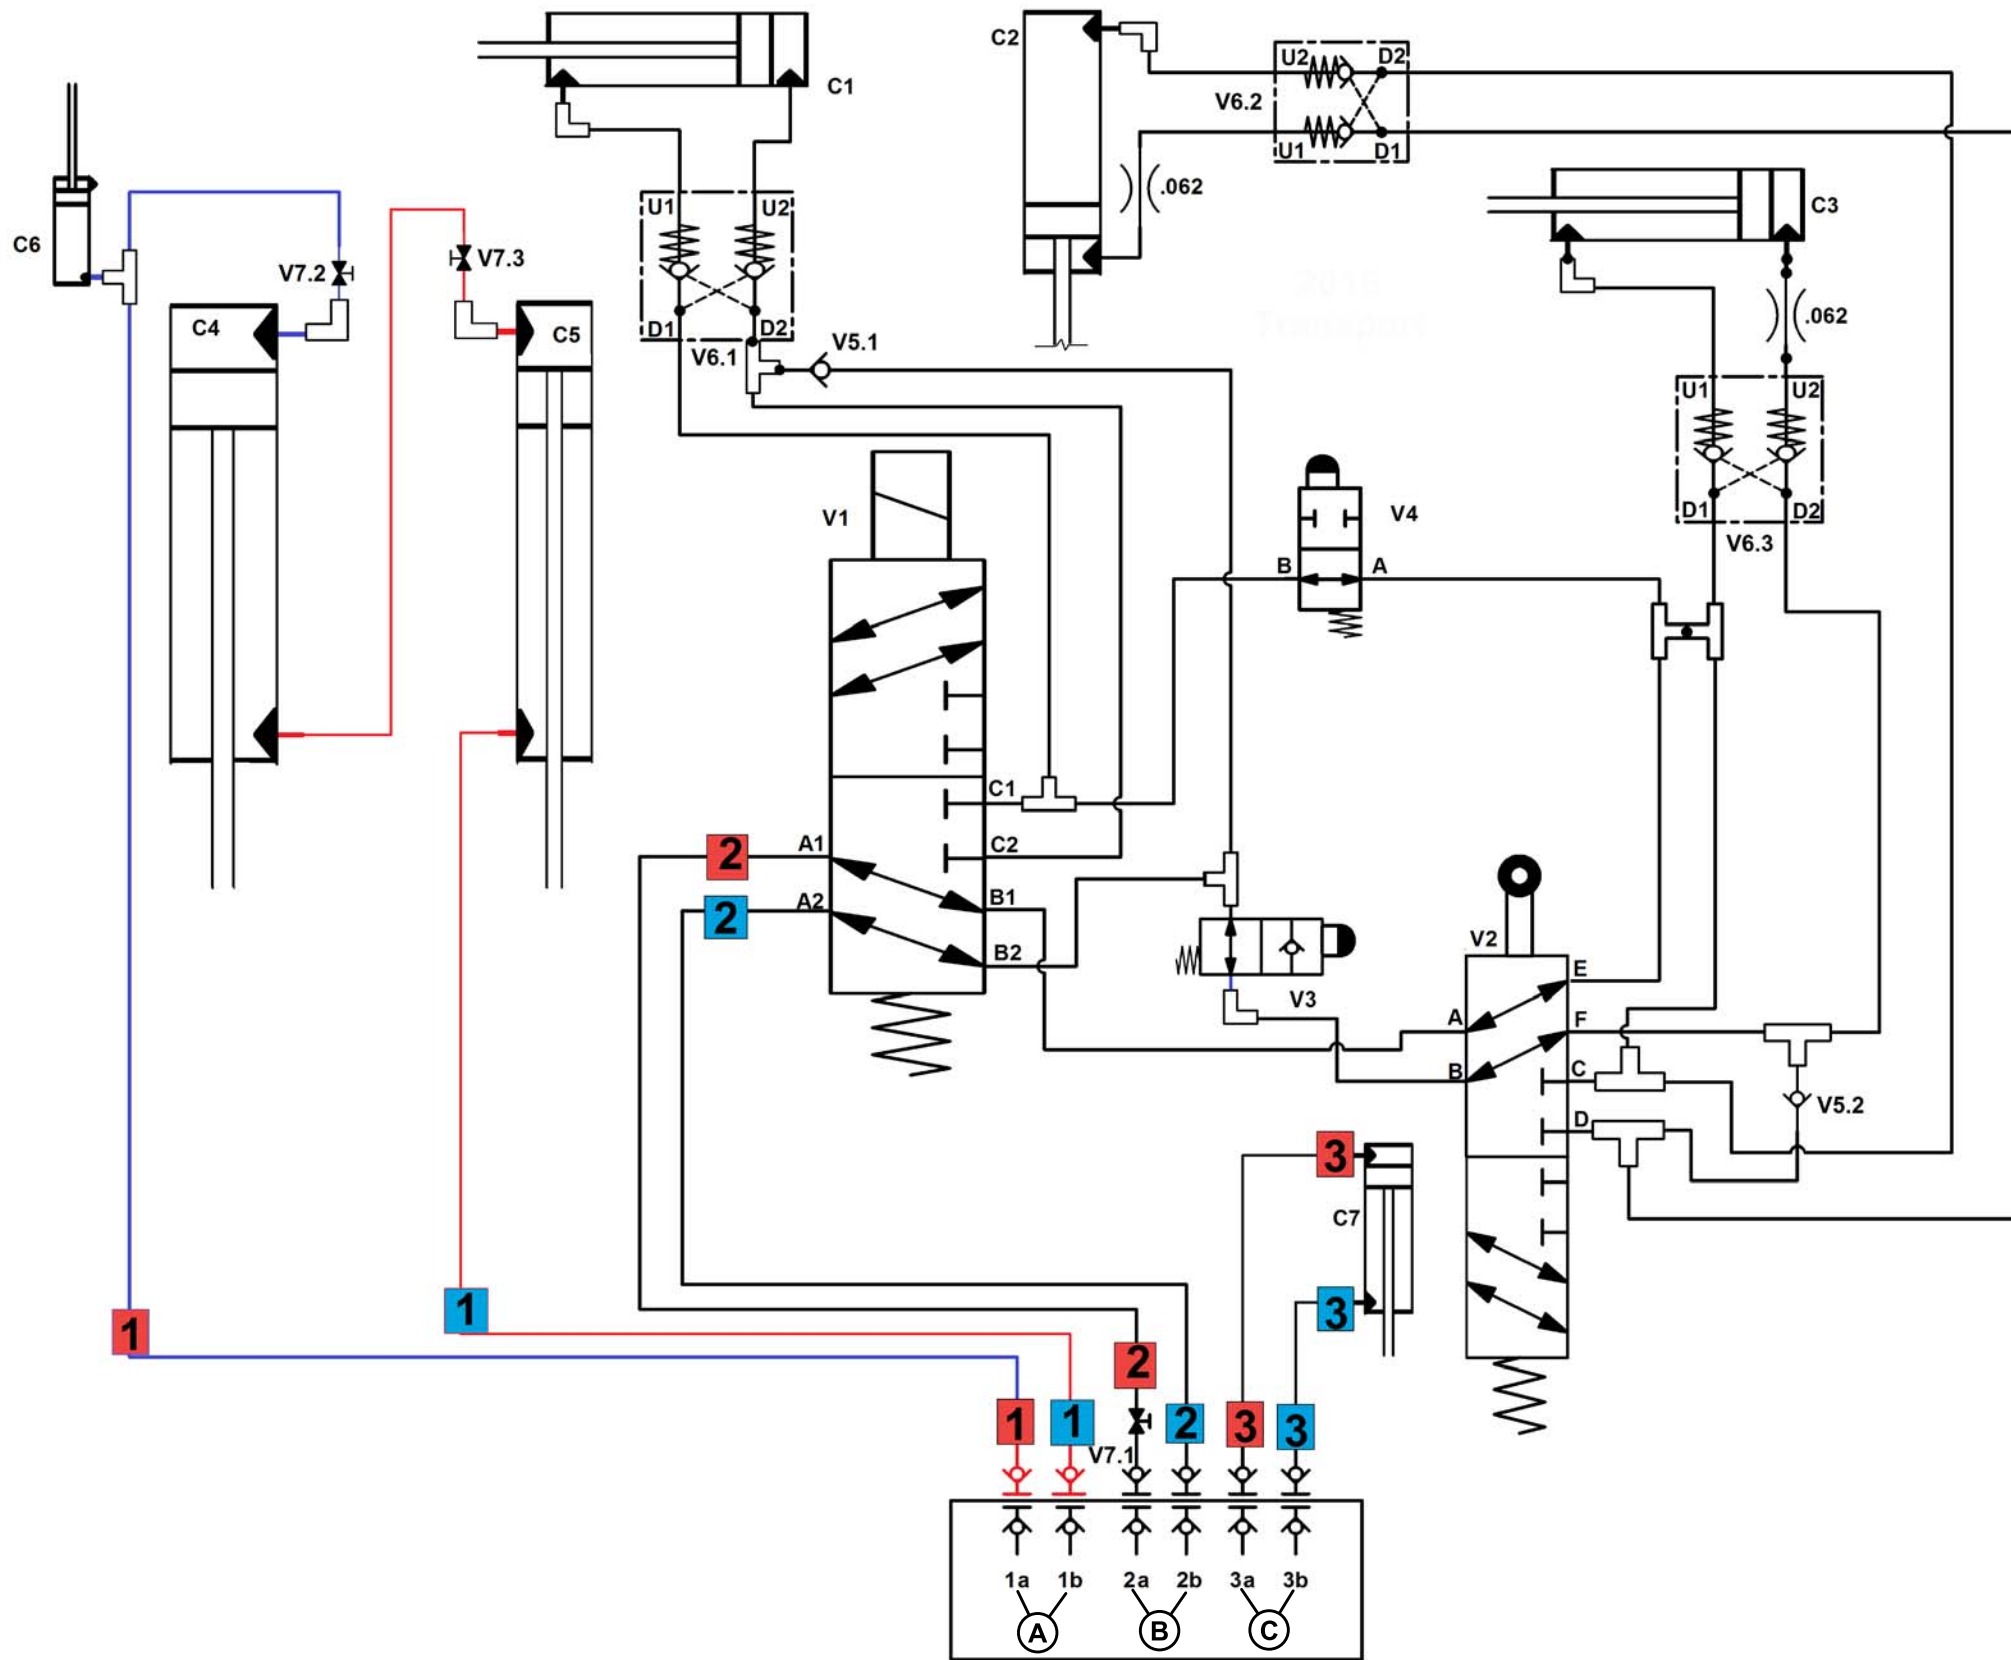 C1
C2
U2 D2
V6.2
U1 D1
.062
C3
C6
V7.2
V7.3
U1 U2
C4
C5
D1 D2
V6.1
V5.1
.062
U1 U2
D1 D2
V6.3
V1
V4
B A
C1
2 A1
C2
2 A2
B1
B2
V2
E
V3
A
F
B
C
V5.2
D
3
C7
3
1
1
2
1 1 2 3 3
V7.1
1a 1b 2a 2b 3a 3b
A B C